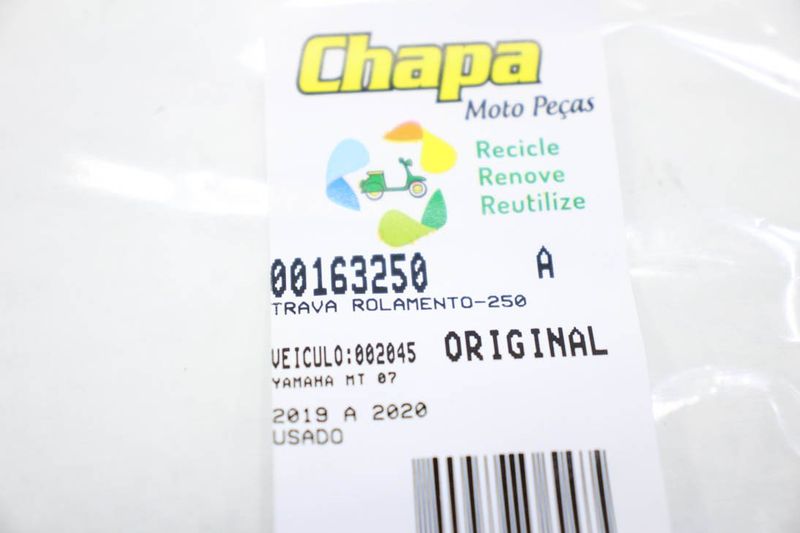 Chapa
Moto Peças
Recicle
Renove
Reutilize
00163250 A
TRAVA ROLAMENTO-250
VEICULO:002045 ORIGINAL
YAMAHA MT 07
2019 A 2020
USADO